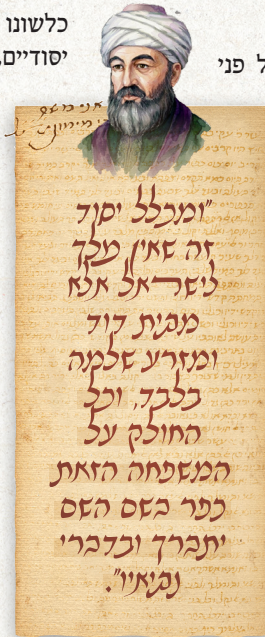 כלשונו
יסודיים,
ל פני
"ומכלל יסוד
זה שאין מלך
לישראל אלא
מבית דוד
ומזרע שלמה
בלבד, וכל
החולק על
המשפחה הזאת
כפר בשם השם
יתברך ובדברי
נביאיו".